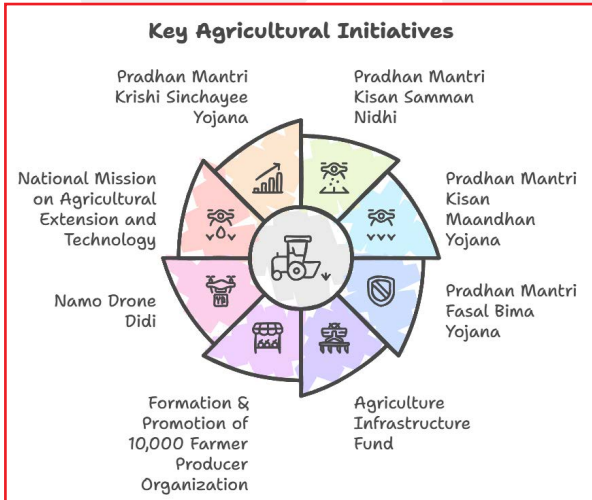 Key Agricultural Initiatives
Pradhan Mantri
Krishi Sinchayee
Yojana
Pradhan Mantri
Kisan Samman
Nidhi
National Mission
on Agricultural
Extension and
Technology
Pradhan Mantri
Kisan
Maandhan
Yojana
Namo Drone
Didi
Pradhan Mantri
Fasal Bima
Yojana
Formation &
Promotion of
10,000 Farmer
Producer
Organization
Agriculture
Infrastructure
Fund